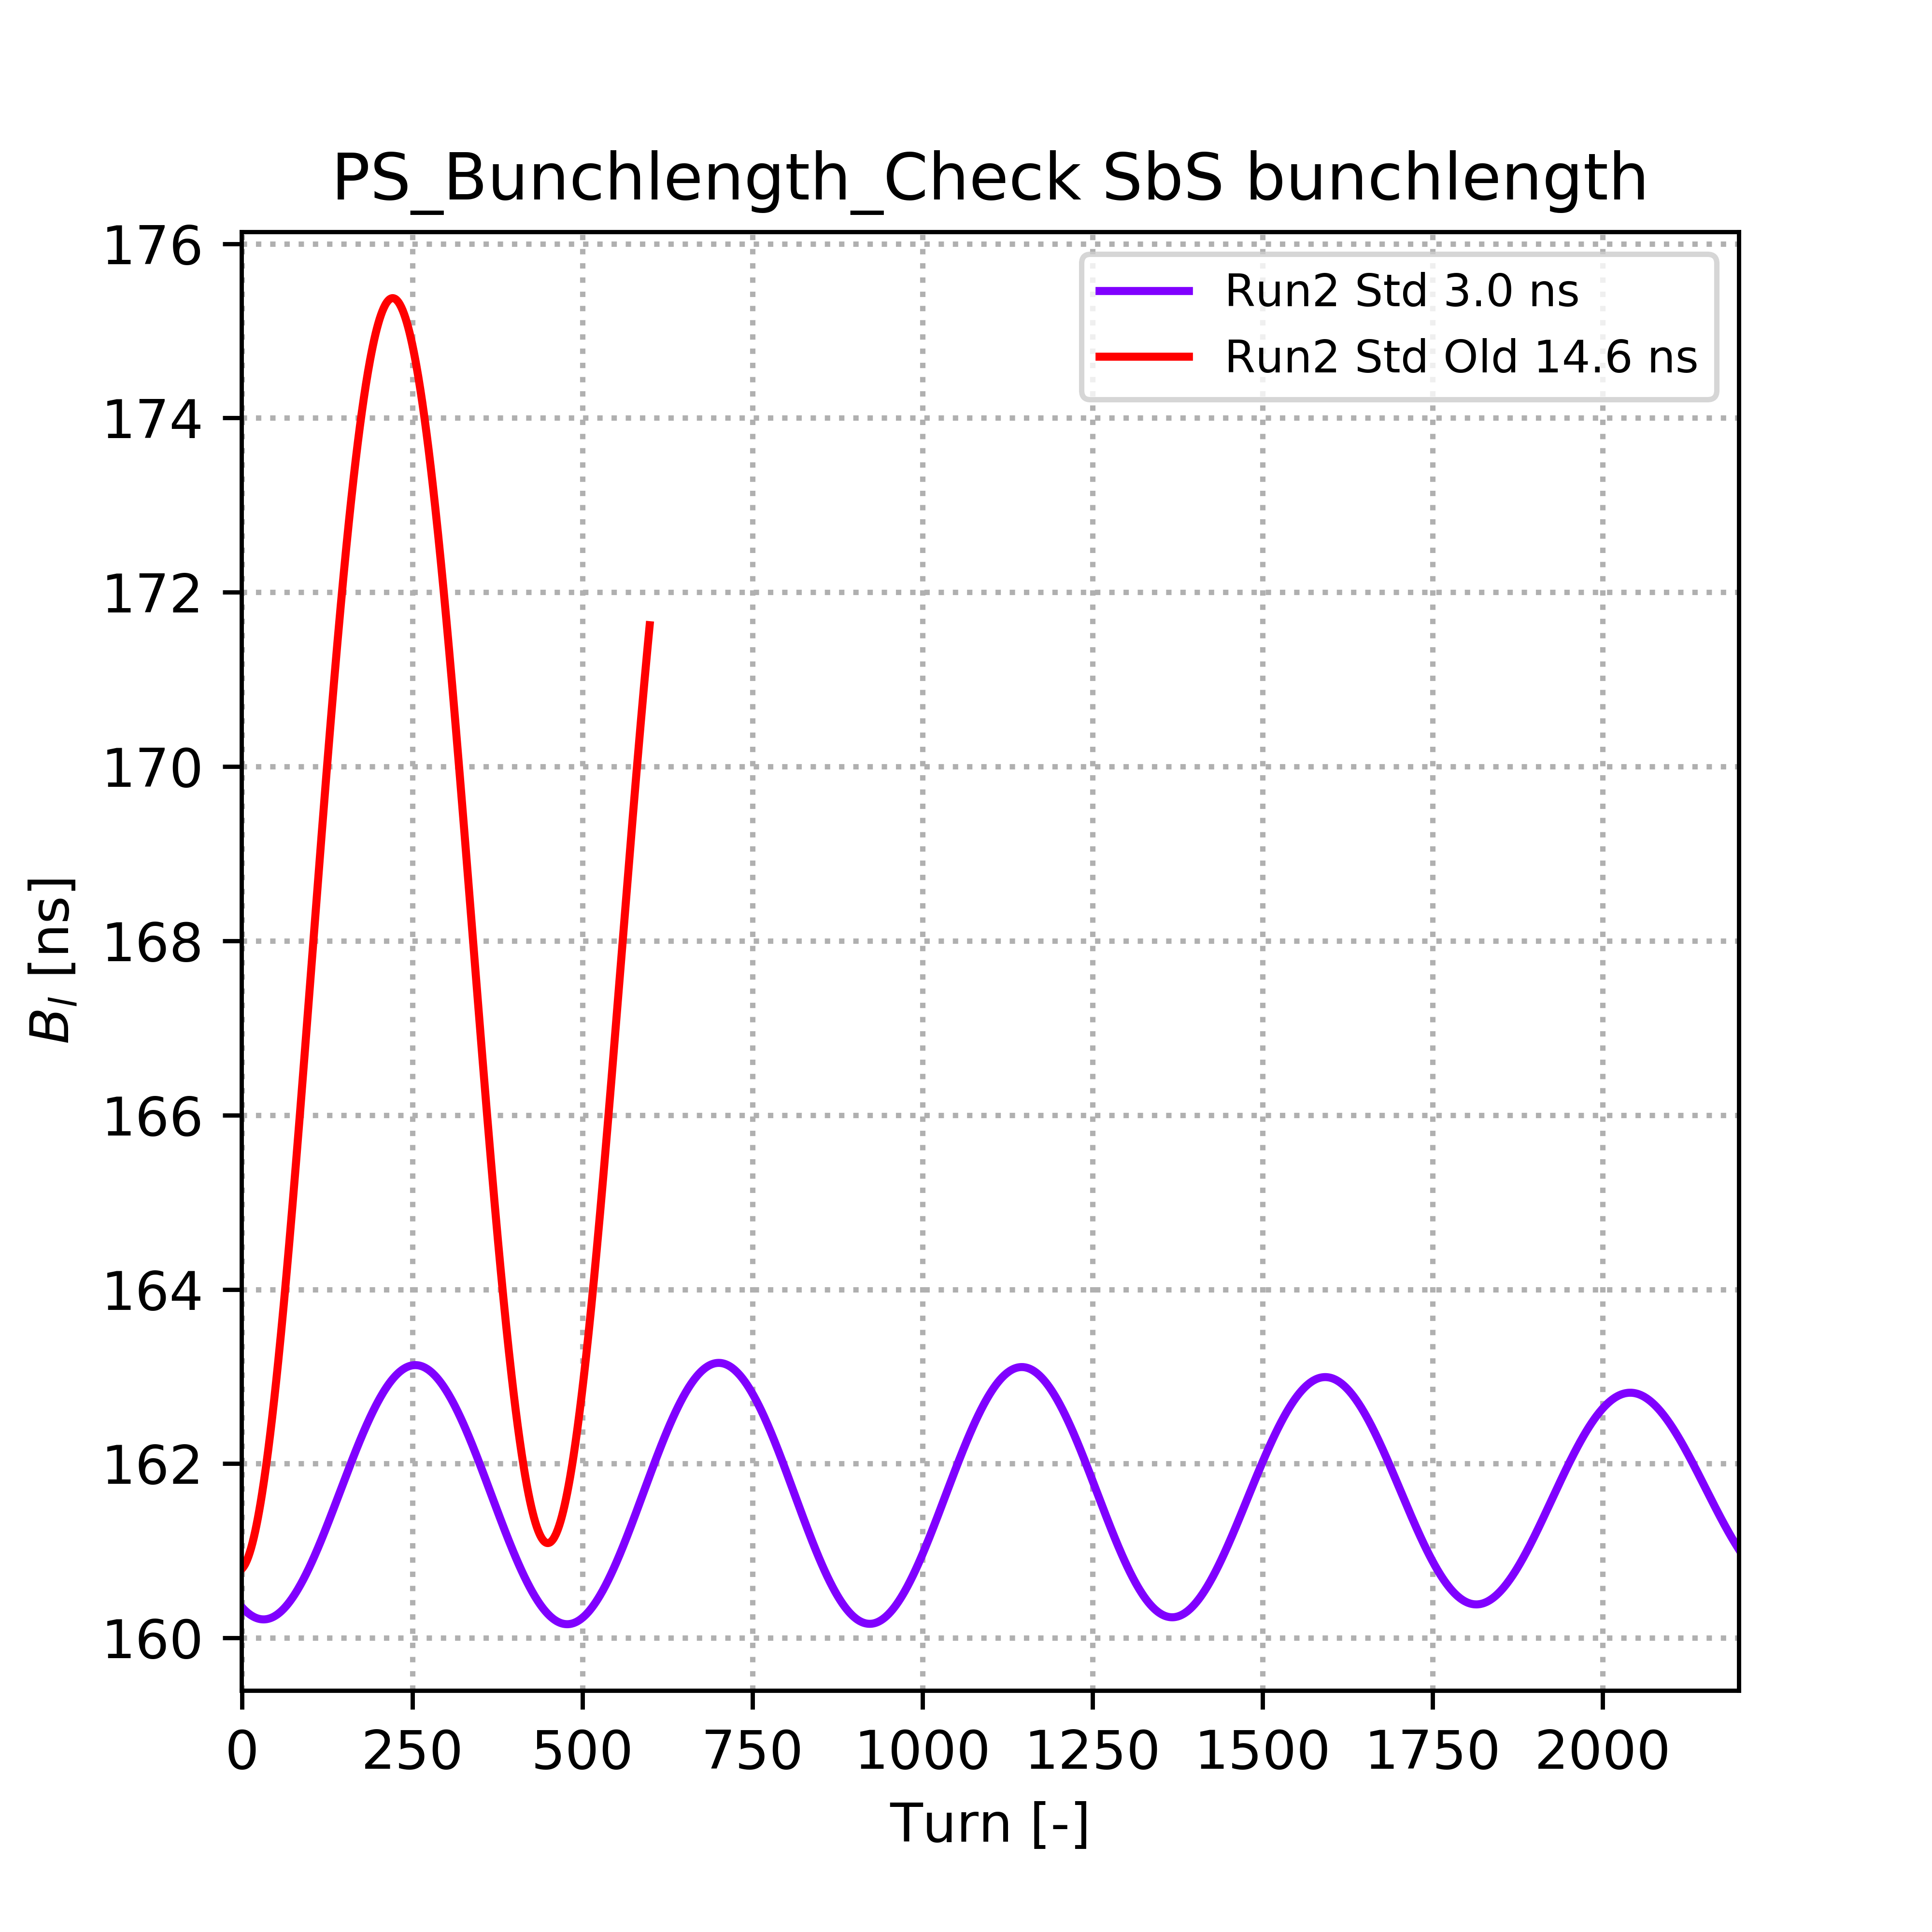 PS_Bunchlength_Check SbS bunchlength
Run2 Std 3.0 ns
Run2 Std Old 14.6 ns
176
174
172
170
168
166
164
162
160
B_l [ns]
0 250 500 750 1000 1250 1500 1750 2000
Turn [-]